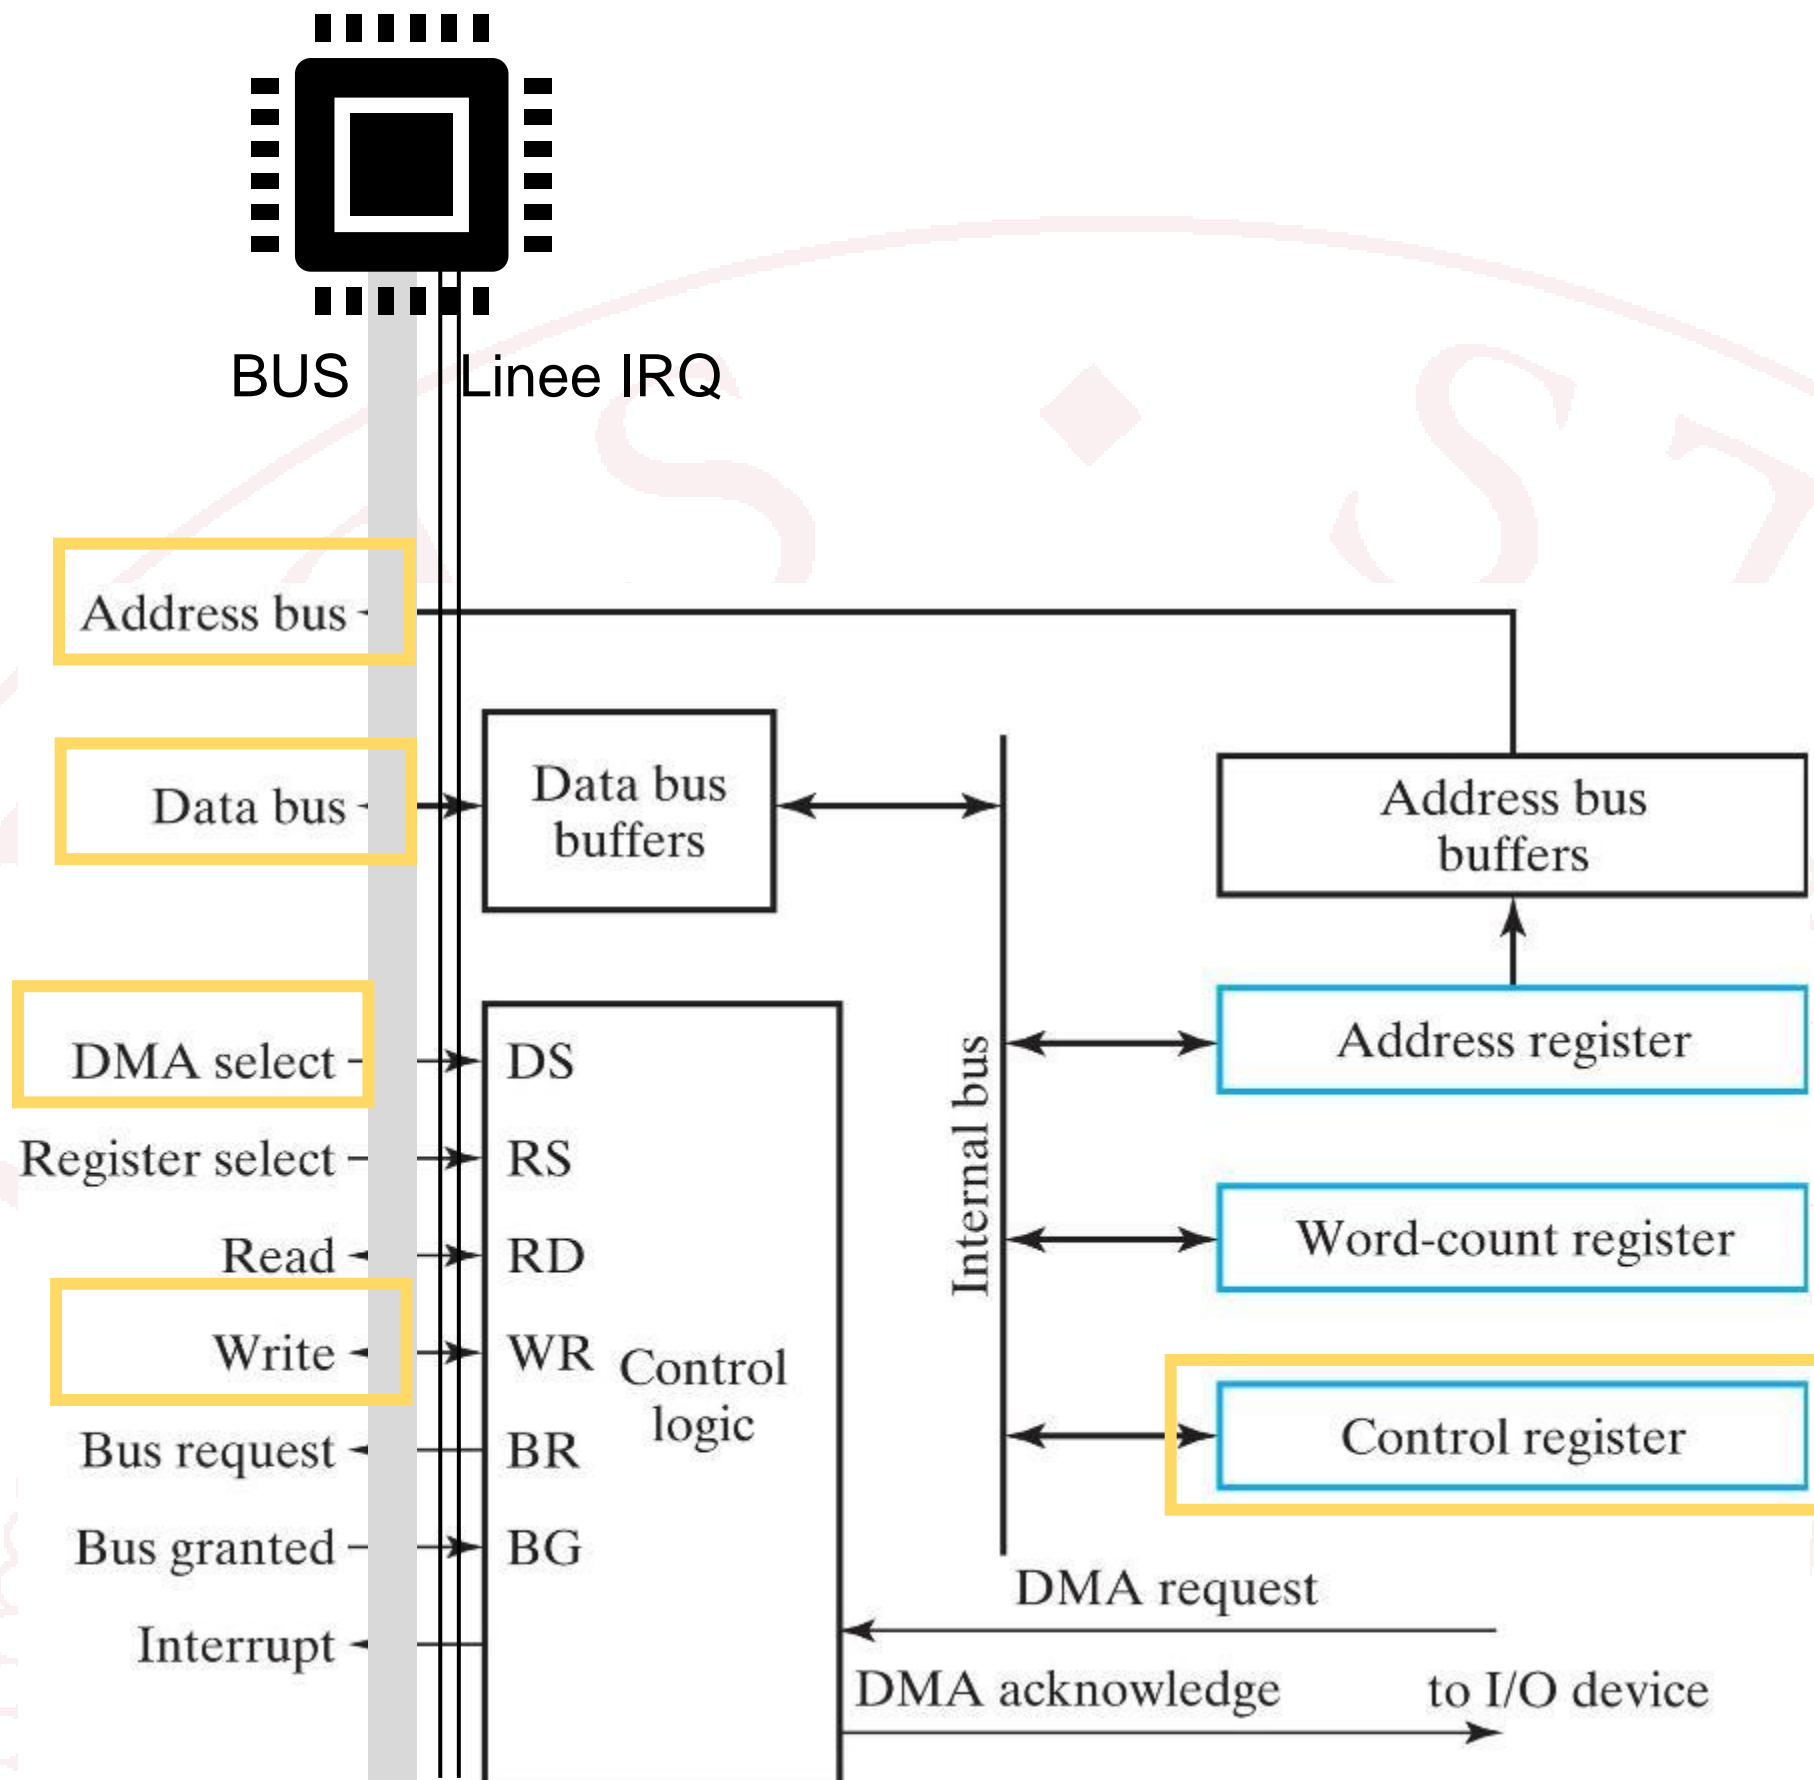 BUS
Linee IRQ
Address bus
Data bus
Data bus
buffers
Address bus
buffers
DMA select
DS
Register select
RS
Read
RD
Write
WR
Bus request
BR
Bus granted
BG
Interrupt
Control
logic
Internal bus
Address register
Word-count register
Control register
DMA request
DMA acknowledge
to I/O device